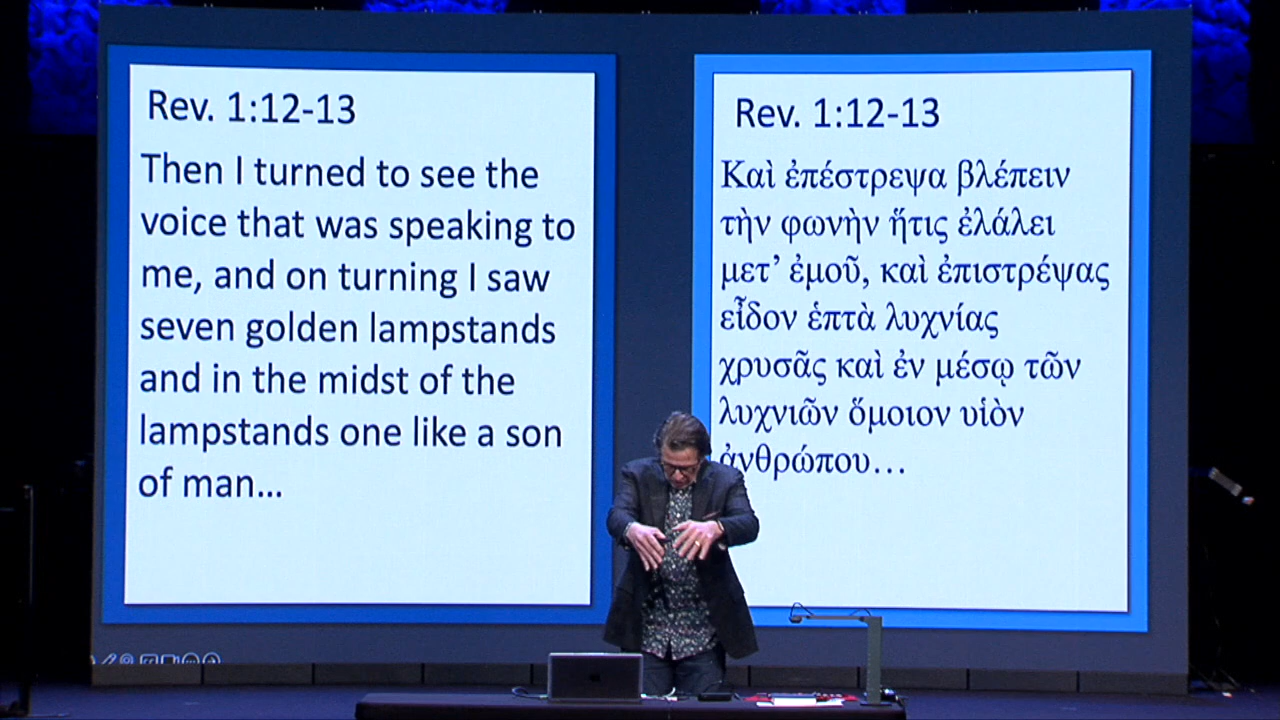 Rev. 1:12-13
Then I turned to see the
voice that was speaking to
me, and on turning I saw
seven golden lampstands
and in the midst of the
lampstands one like a son
of man…
Rev. 1:12-13
Καὶ ἐπέστρεψα βλέπειν
τὴν φωνὴν ἥτις ἐλάλει
μετ’ ἐμοῦ, καὶ ἐπιστρέψας
εἶδον ἑπτὰ λυχνίας
χρυσᾶς καὶ ἐν μέσῳ τῶν
λυχνιῶν ὅμοιον υἱὸν
ἀνθρώπου…